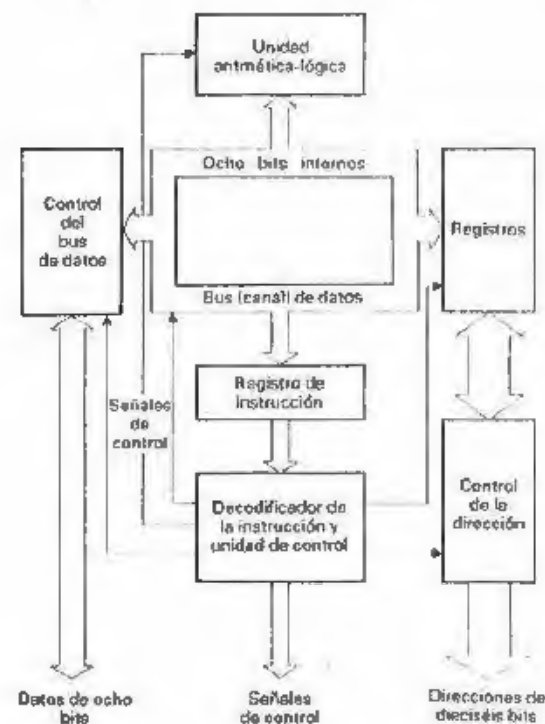 Unidad
aritmética-lógica
Ocho bits internos
Control
del
bus
de datos
Registros
Bus (canal) de datos
Registro de
instrucción
Señales
de
control
Decodificador de
la instrucción y
unidad de control
Control
de la
dirección
Datos de ocho
bits
Señales
de control
Direcciones de
dieciséis bits